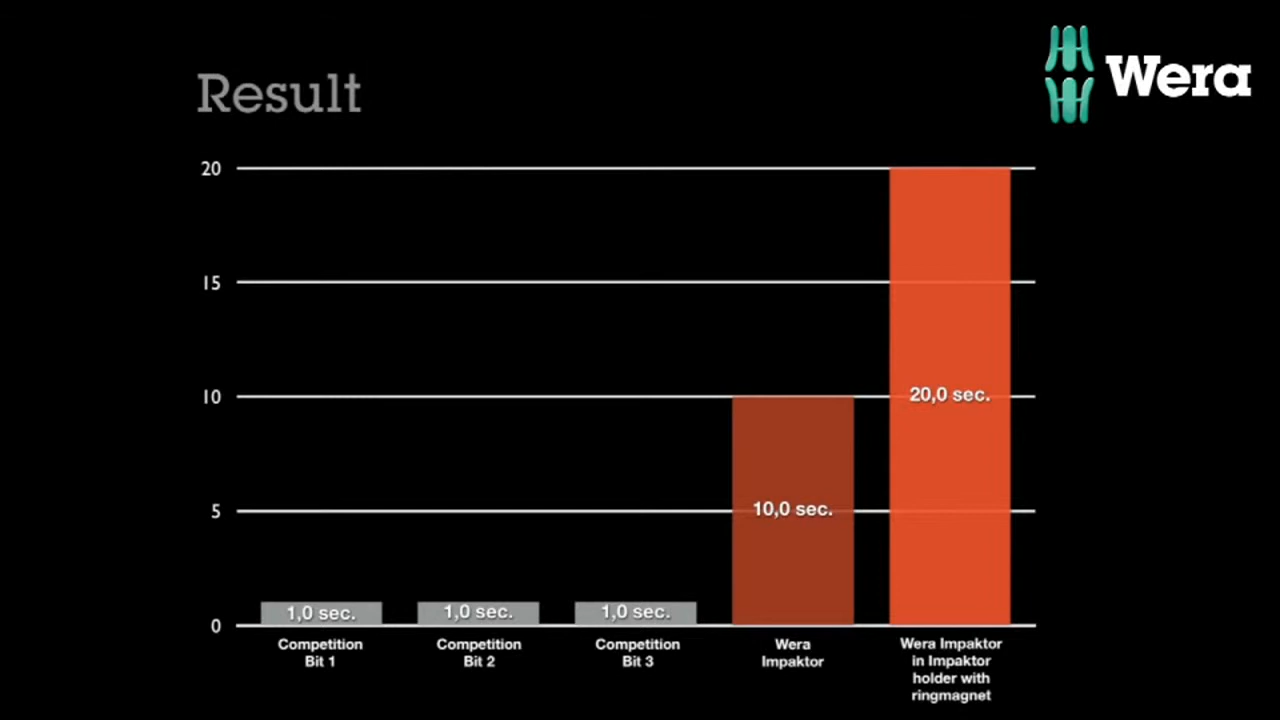 Wera
Result
20
15
10
5
0
20,0 sec.
10,0 sec.
1,0 sec.
1,0 sec.
1,0 sec.
Competition
Bit 1
Competition
Bit 2
Competition
Bit 3
Wera
Impaktor
Wera Impaktor
in Impaktor
holder with
ringmagnet